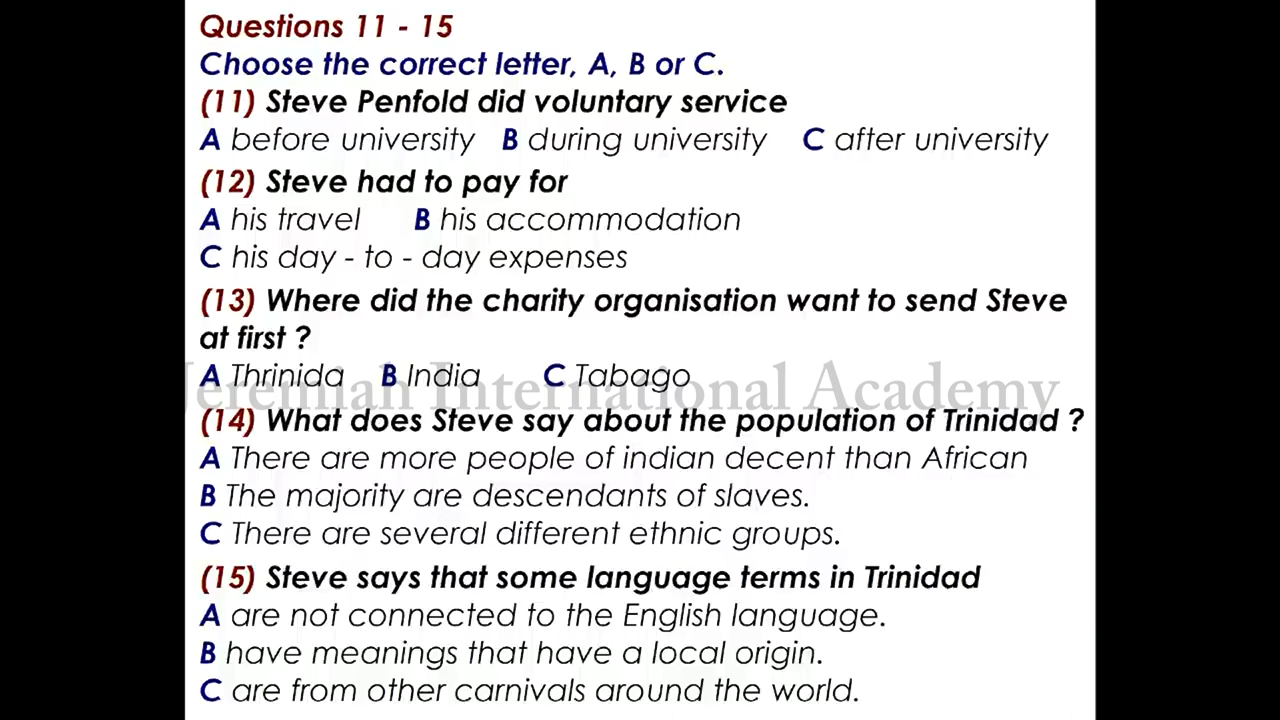 Questions 11 - 15
Choose the correct letter, A, B or C.
(11) Steve Penfold did voluntary service
A before university B during university C after university
(12) Steve had to pay for
A his travel B his accommodation
C his day - to - day expenses
(13) Where did the charity organisation want to send Steve
at first ?
A Thrinida B India C Tabago
Jeremiah International Academy
(14) What does Steve say about the population of Trinidad ?
A There are more people of indian decent than African
B The majority are descendants of slaves.
C There are several different ethnic groups.
(15) Steve says that some language terms in Trinidad
A are not connected to the English language.
B have meanings that have a local origin.
C are from other carnivals around the world.